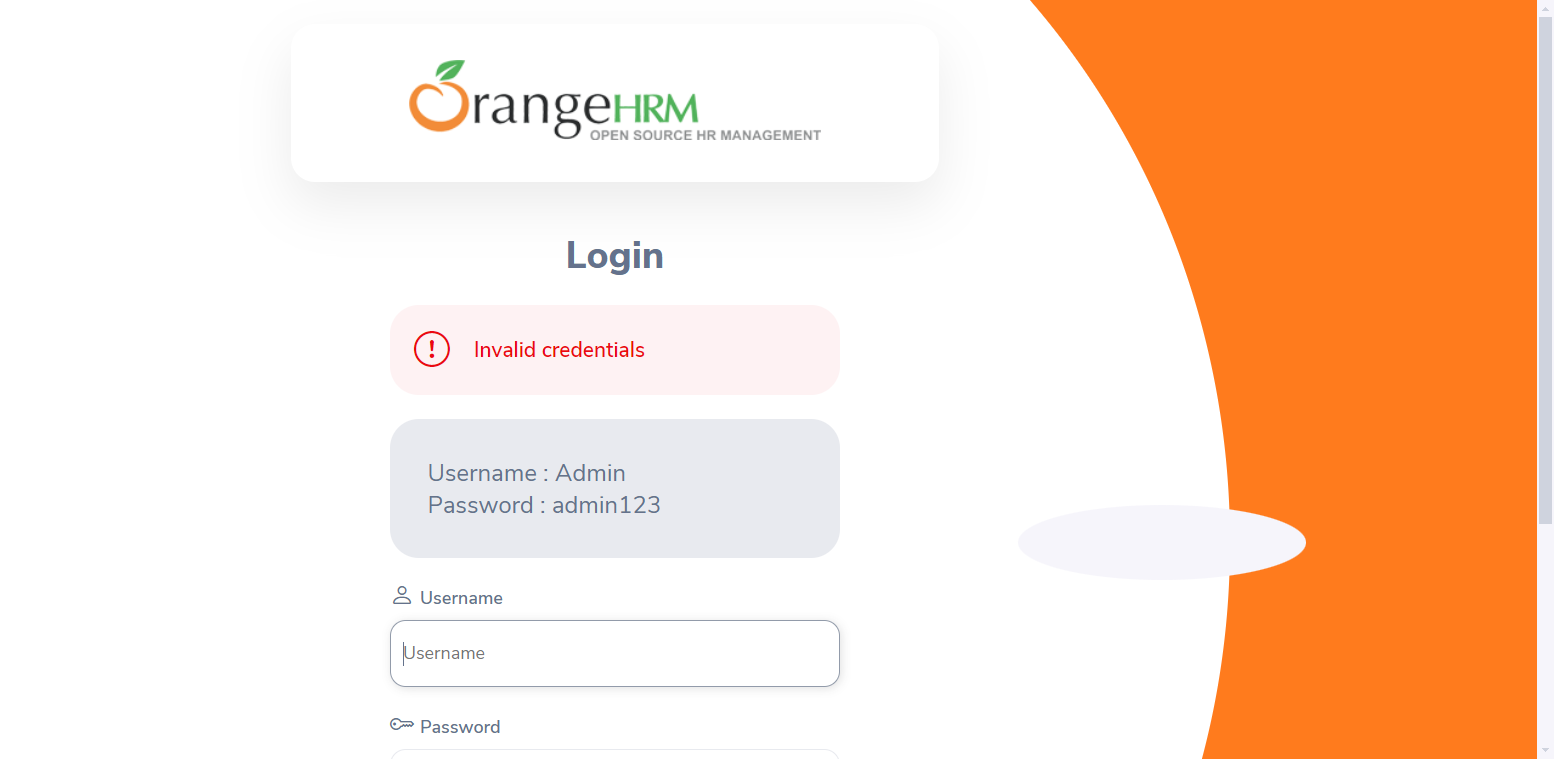 OrangeHRM
OPEN SOURCE HR MANAGEMENT
Login
! Invalid credentials
Username : Admin
Password : admin123
Username
Username
Password